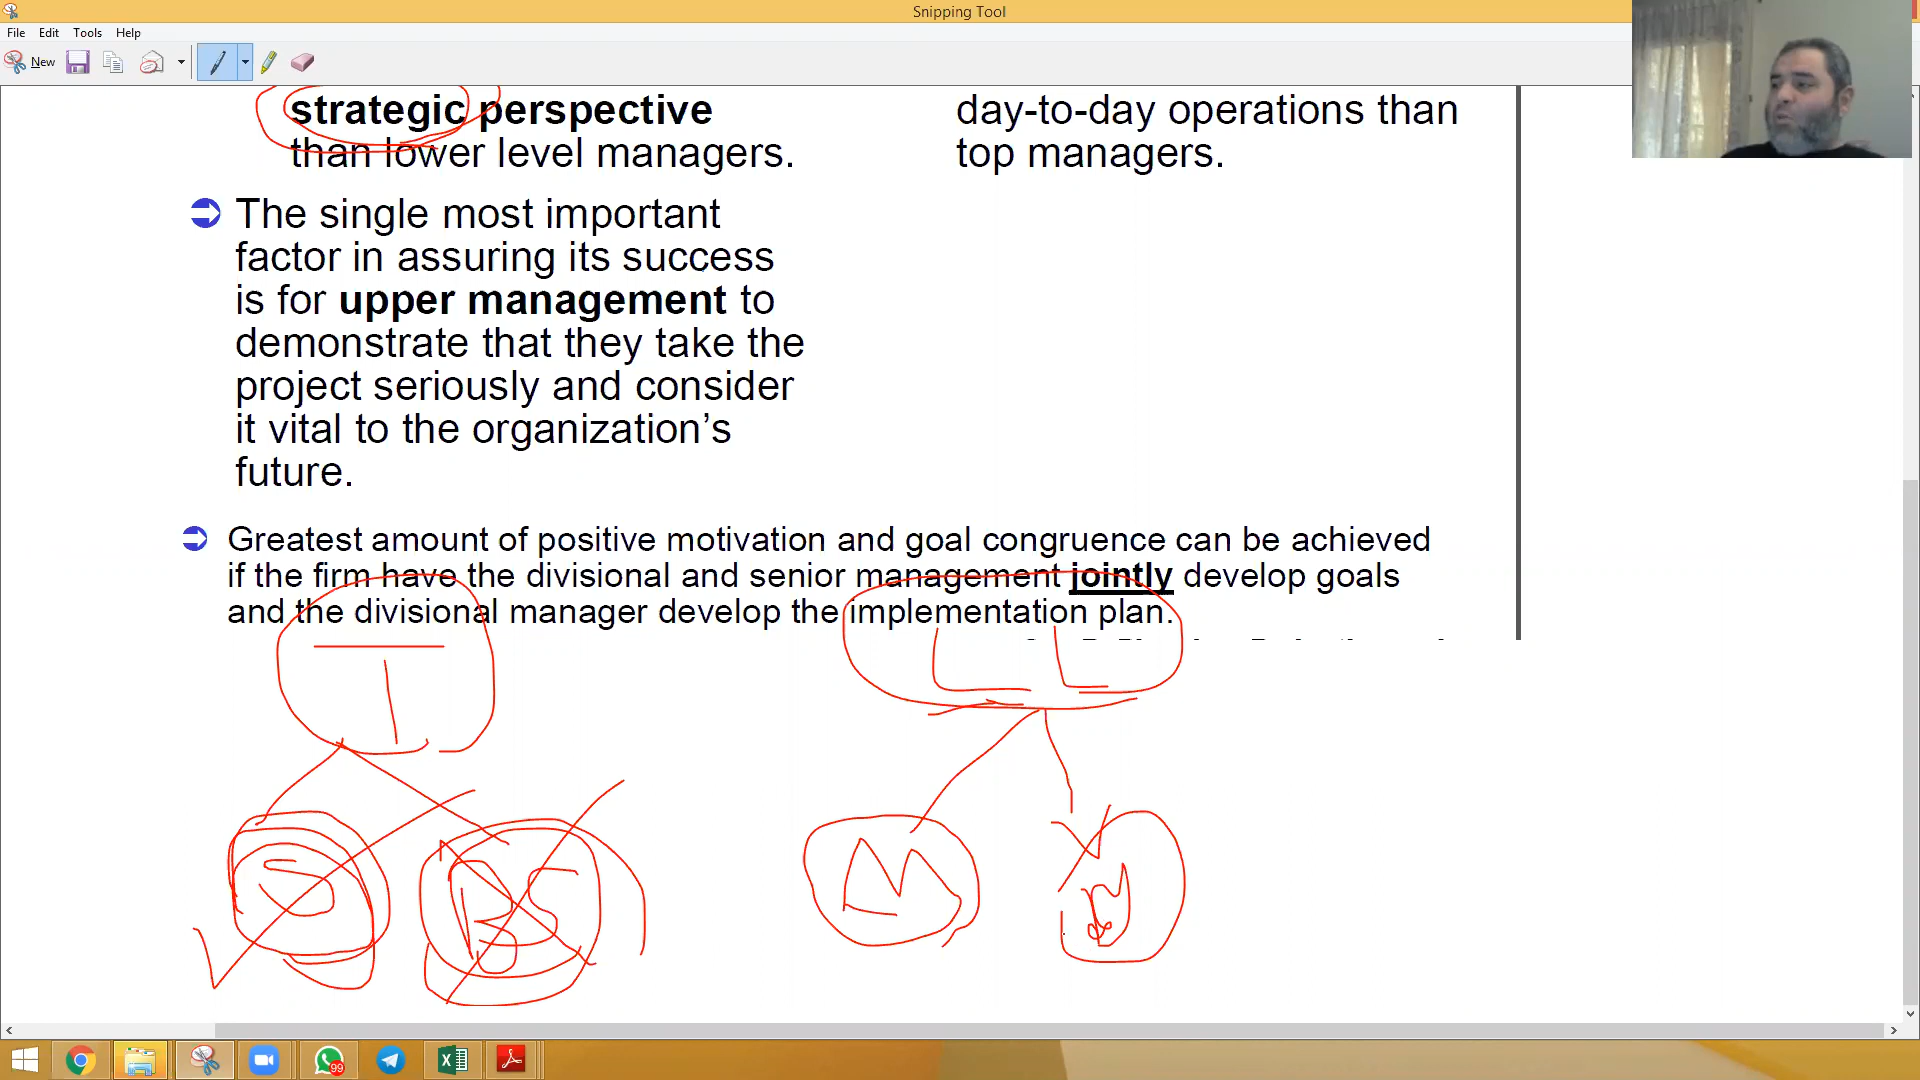 Snipping Tool
File Edit Tools Help
New
strategic perspective
than lower level managers.
day-to-day operations than
top managers.
The single most important
factor in assuring its success
is for upper management to
demonstrate that they take the
project seriously and consider
it vital to the organization's
future.
Greatest amount of positive motivation and goal congruence can be achieved
if the firm have the divisional and senior management jointly develop goals
and the divisional manager develop the implementation plan.
T
LL
BS
M
99